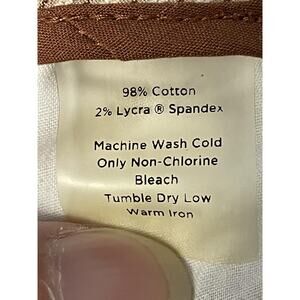 98% Cotton
2% Lycra ® Spandex
Machine Wash Cold
Only Non-Chlorine
Bleach
Tumble Dry Low
Warm Iron